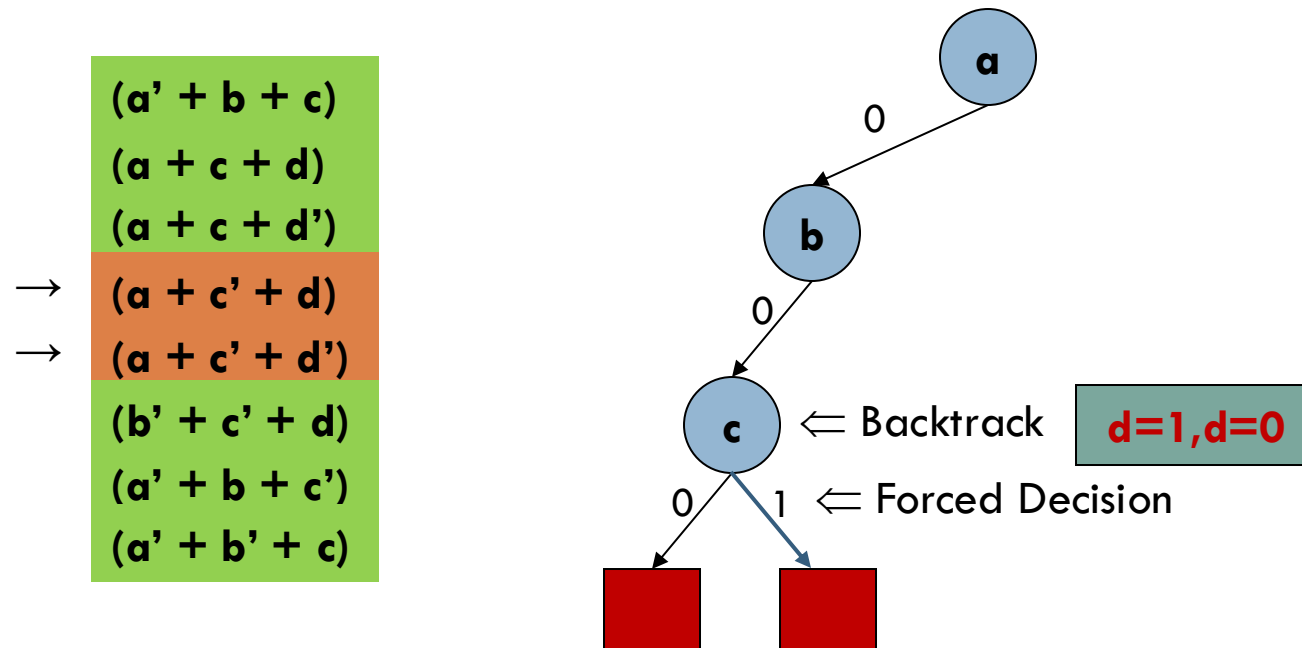 (a’ + b + c)
(a + c + d)
(a + c + d’)
→ (a + c’ + d)
→ (a + c’ + d’)
(b’ + c’ + d)
(a’ + b + c’)
(a’ + b’ + c)
a
0
b
0
c ⇐ Backtrack d=1,d=0
0 1 ⇐ Forced Decision